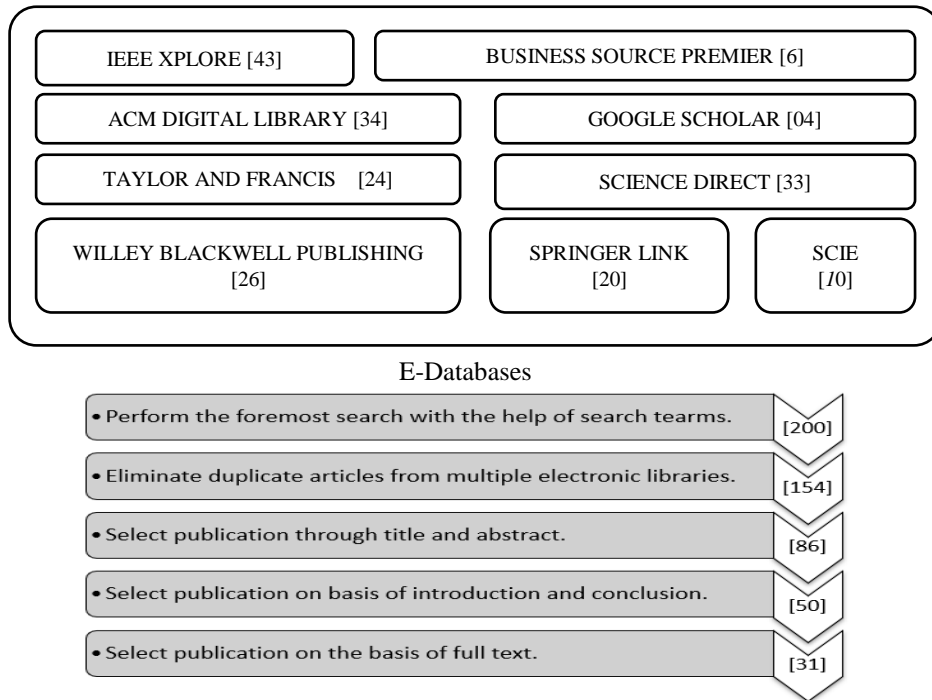 IEEE XPLORE [43]
BUSINESS SOURCE PREMIER [6]
ACM DIGITAL LIBRARY [34]
GOOGLE SCHOLAR [04]
TAYLOR AND FRANCIS [24]
SCIENCE DIRECT [33]
WILLEY BLACKWELL PUBLISHING
[26]
SPRINGER LINK
[20]
SCIE
[10]
E-Databases
• Perform the foremost search with the help of search tearms.
[200]
• Eliminate duplicate articles from multiple electronic libraries.
[154]
• Select publication through title and abstract.
[86]
• Select publication on basis of introduction and conclusion.
[50]
• Select publication on the basis of full text.
[31]